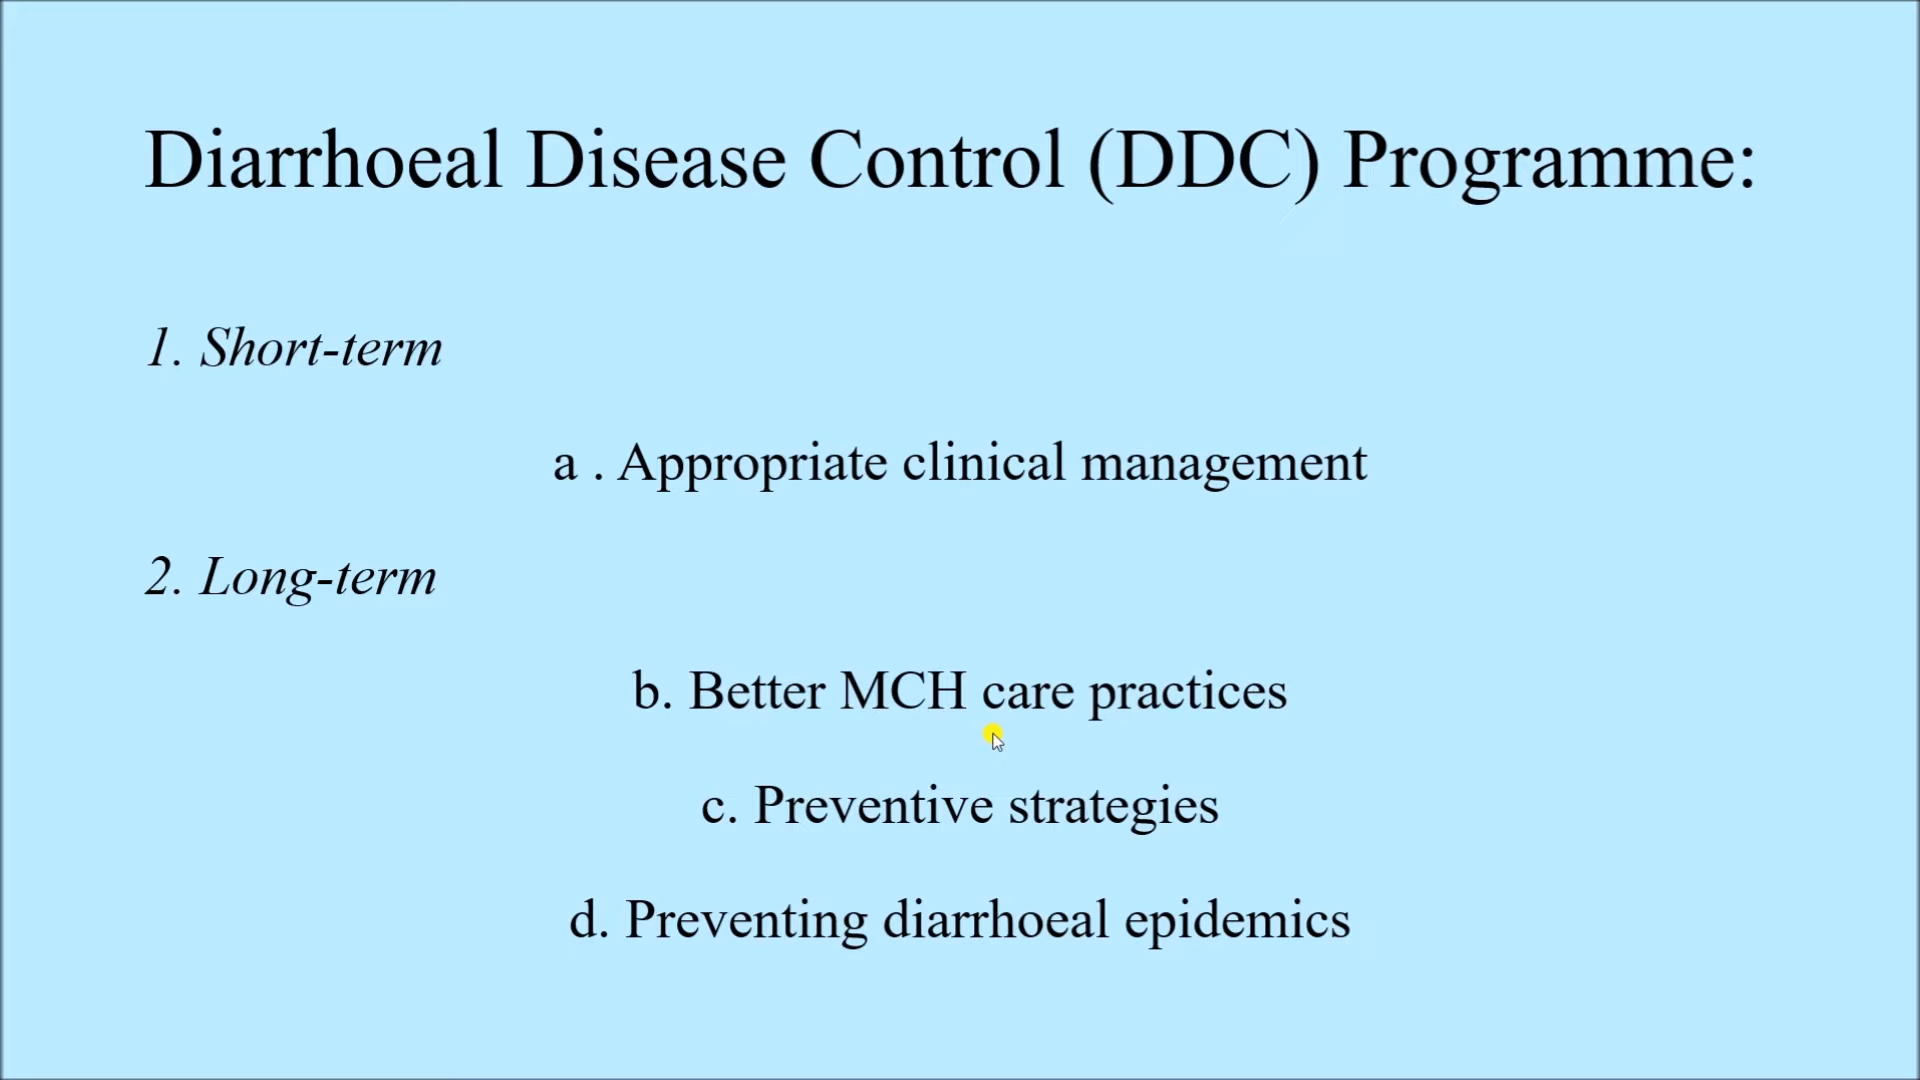 Diarrhoeal Disease Control (DDC) Programme:
1. Short-term
a . Appropriate clinical management
2. Long-term
b. Better MCH care practices
c. Preventive strategies
d. Preventing diarrhoeal epidemics